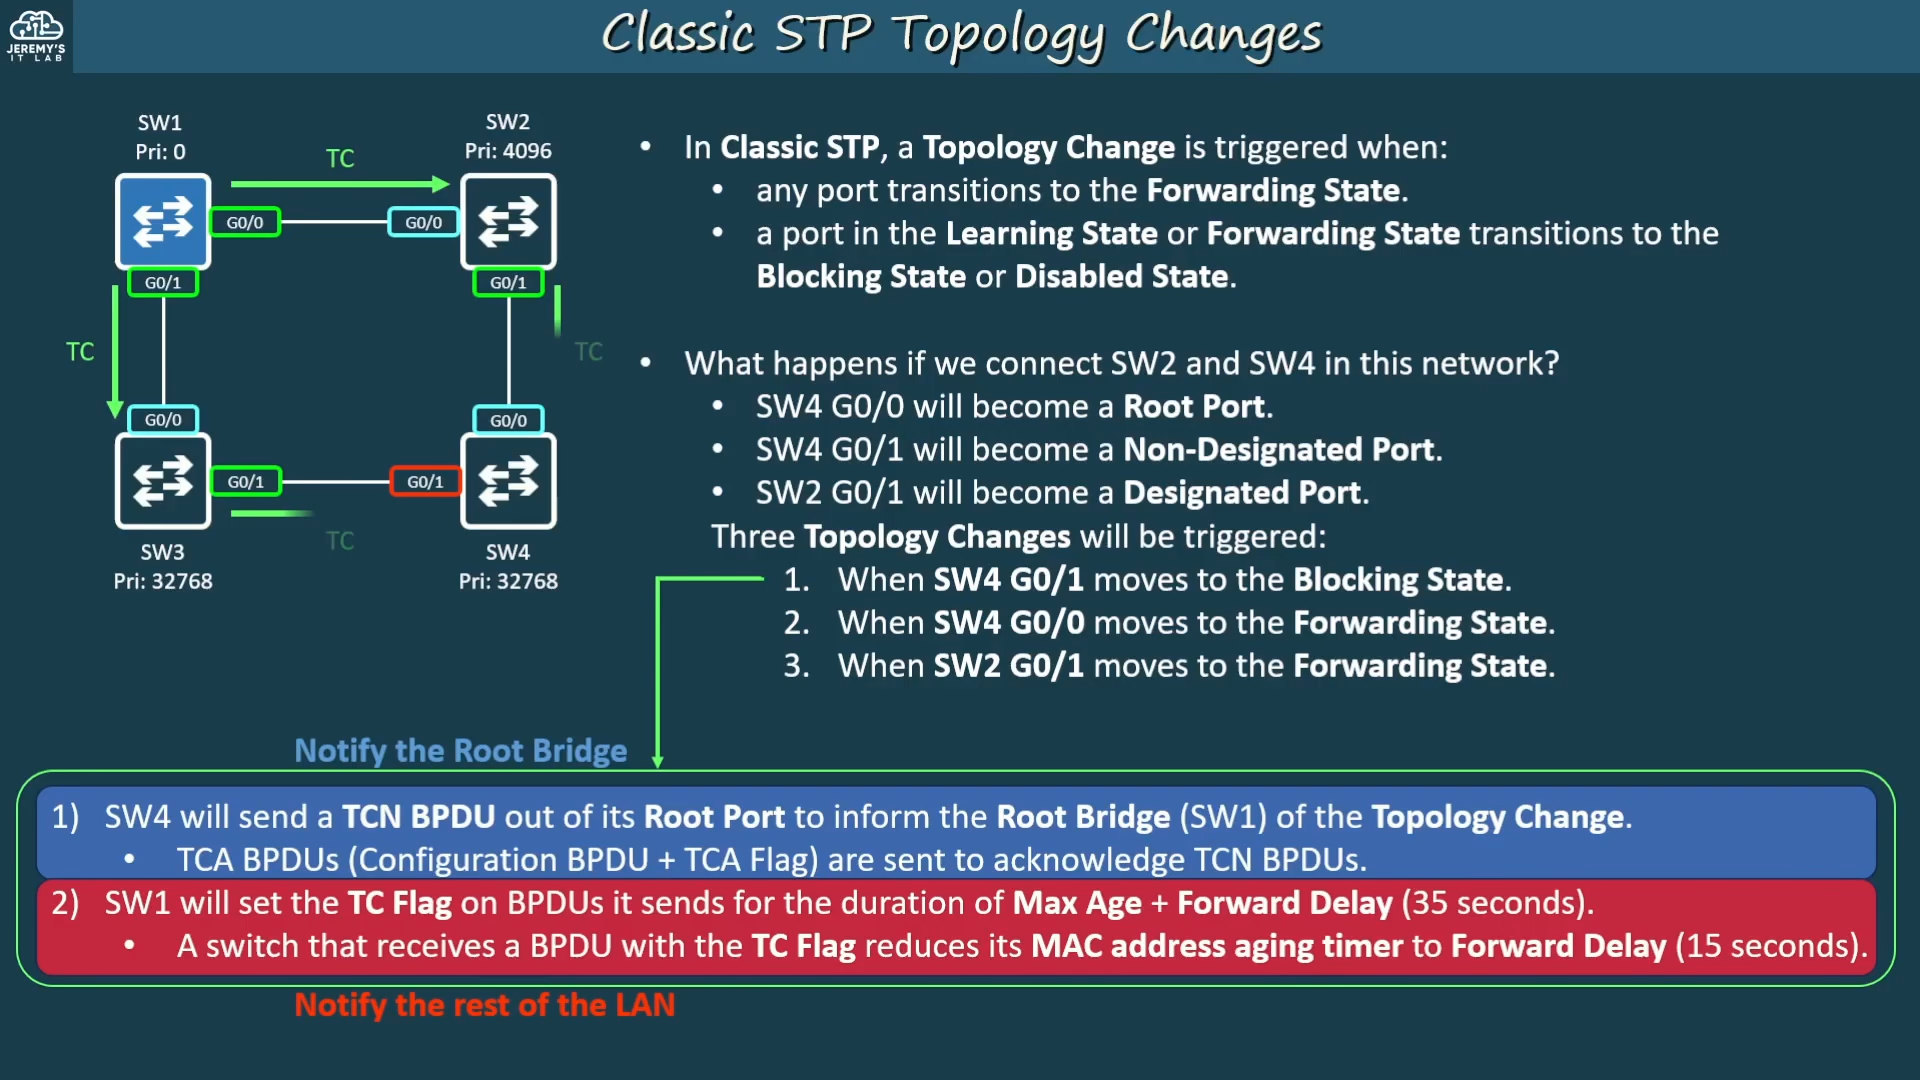 JEREMY'S
IT LAB
Classic STP Topology Changes
SW1
Pri: 0
SW2
Pri: 4096
TC
G0/0
G0/0
G0/1
G0/1
TC
TC
G0/0
G0/0
G0/1
G0/1
TC
SW3
Pri: 32768
SW4
Pri: 32768
• In Classic STP, a Topology Change is triggered when:
• any port transitions to the Forwarding State.
• a port in the Learning State or Forwarding State transitions to the
Blocking State or Disabled State.
• What happens if we connect SW2 and SW4 in this network?
• SW4 G0/0 will become a Root Port.
• SW4 G0/1 will become a Non-Designated Port.
• SW2 G0/1 will become a Designated Port.
Three Topology Changes will be triggered:
1. When SW4 G0/1 moves to the Blocking State.
2. When SW4 G0/0 moves to the Forwarding State.
3. When SW2 G0/1 moves to the Forwarding State.
Notify the Root Bridge
1) SW4 will send a TCN BPDU out of its Root Port to inform the Root Bridge (SW1) of the Topology Change.
• TCA BPDUs (Configuration BPDU + TCA Flag) are sent to acknowledge TCN BPDUs.
2) SW1 will set the TC Flag on BPDUs it sends for the duration of Max Age + Forward Delay (35 seconds).
• A switch that receives a BPDU with the TC Flag reduces its MAC address aging timer to Forward Delay (15 seconds).
Notify the rest of the LAN